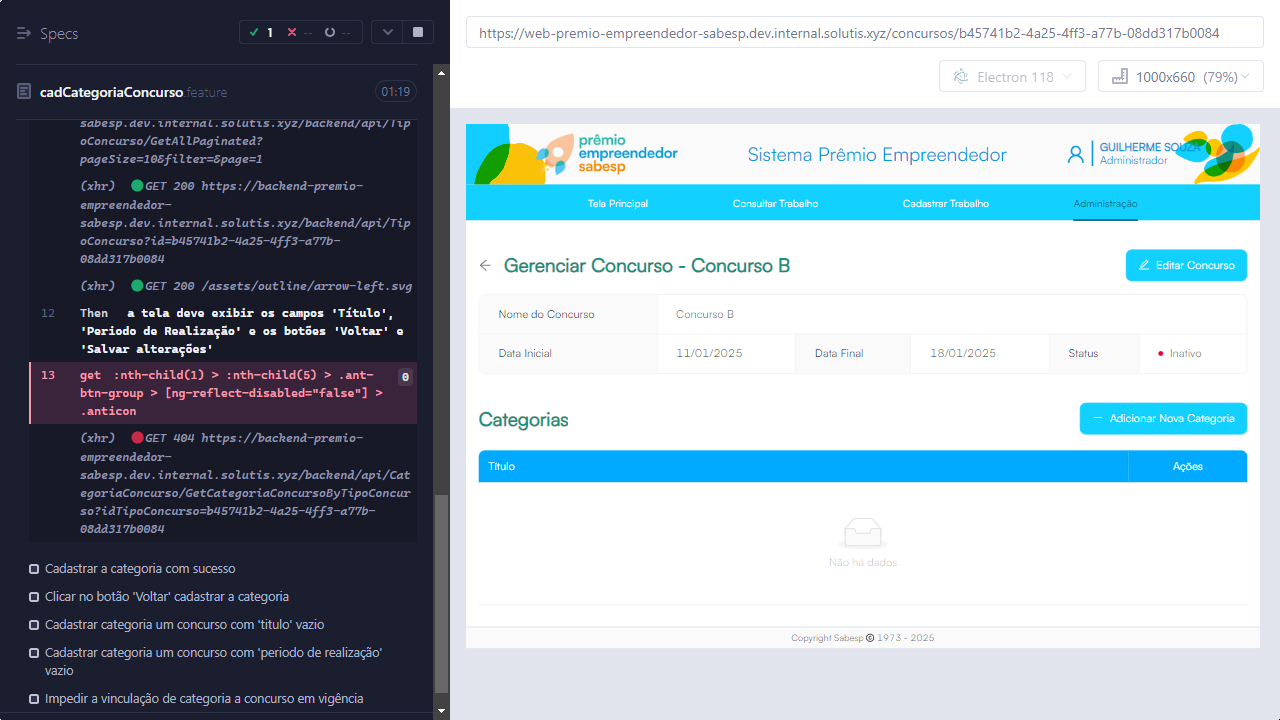 Specs
1
--
--
cadCategoriaConcurso feature
01:19
sabesp.dev.internal.solutis.xyz/backend/api/Tip
oConcurso/GetAllPaginated?
pageSize=10&filter=&page=1
(xhr) GET 200 https://backend-premio-
empreendedor-
sabesp.dev.internal.solutis.xyz/backend/api/Tip
oConcurso?id=b45741b2-4a25-4ff3-a77b-
08dd317b0084
(xhr) GET 200 /assets/outline/arrow-left.svg
12 Then a tela deve exibir os campos 'Título',
'Periodo de Realização' e os botões 'Voltar' e
'Salvar alterações'
13 get :nth-child(1) > :nth-child(5) > .ant-
btn-group > [ng-reflect-disabled="false"] >
.anticon
0
(xhr) GET 404 https://backend-premio-
empreendedor-
sabesp.dev.internal.solutis.xyz/backend/api/Cat
egoriaConcurso/GetCategoriaConcursoByTipoConcur
so?idTipoConcurso=b45741b2-4a25-4ff3-a77b-
08dd317b0084
Cadastrar a categoria com sucesso
Clicar no botão 'Voltar' cadastrar a categoria
Cadastrar categoria um concurso com 'título' vazio
Cadastrar categoria um concurso com 'periodo de realização'
vazio
Impedir a vinculação de categoria a concurso em vigência
https://web-premio-empreendedor-sabesp.dev.internal.solutis.xyz/concursos/b45741b2-4a25-4ff3-a77b-08dd317b0084
Electron 118
1000x660 (79%)
prêmio
empreendedor
sabesp
Sistema Prêmio Empreendedor
GUILHERME SOUZA
Administrador
Tela Principal
Consultar Trabalho
Cadastrar Trabalho
Administração
Gerenciar Concurso - Concurso B
Editar Concurso
Nome do Concurso
Concurso B
Data Inicial
11/01/2025
Data Final
18/01/2025
Status
Inativo
Categorias
Adicionar Nova Categoria
Título
Ações
Não há dados
Copyright Sabesp © 1973 - 2025